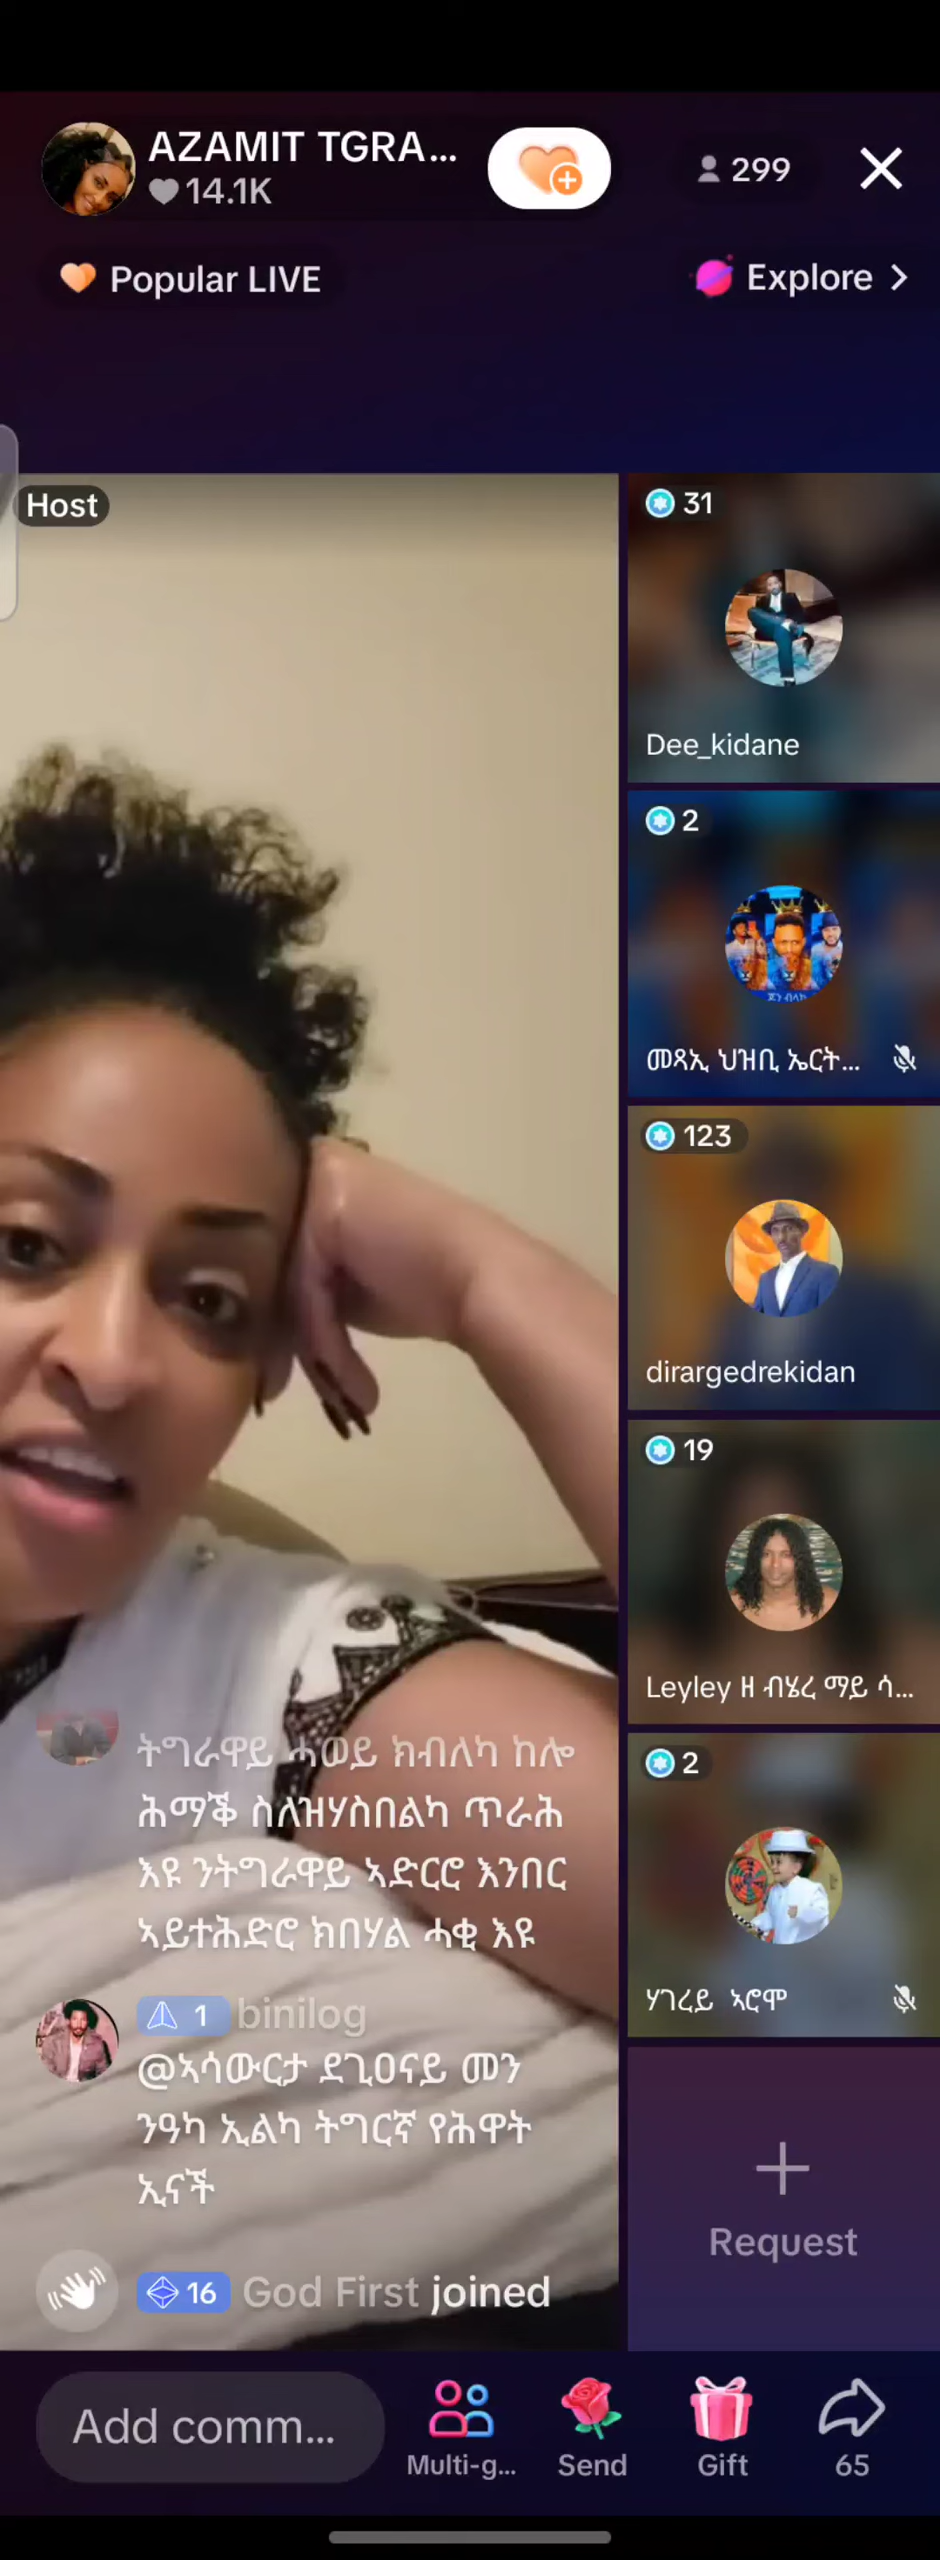 AZAMIT TGRA...
14.1K
299
Popular LIVE
Explore
Host
31
Dee_kidane
2
መጻኢ ህዝቢ ኤርት...
123
dirargedrekidan
19
Leyley ዘ ብሄረ ማይ ሳ...
2
ሃገረይ ኣሮሞ
Request
ትግራዋይ ሓወይ ክብለካ ከሎ
ሕማቕ ስለዝሃስበልካ ጥራሕ
እዩ ንትግራዋይ ኣድርሮ እንበር
ኣይተሕድሮ ክበሃል ሓቂ እዩ
1 binilog
@ኣሳውርታ ደጊዐናይ መን
ንዓካ ኢልካ ትግርኛ የሕዋት
ኢናች
16 God First joined
Add comm...
Multi-g...
Send
Gift
65